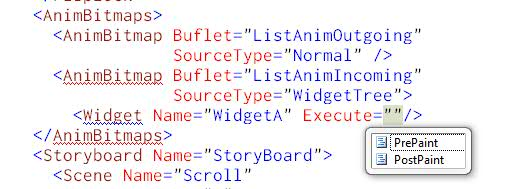 <AnimBitmaps>
<AnimBitmap Buflet="ListAnimOutgoing"
SourceType="Normal" />
<AnimBitmap Buflet="ListAnimIncoming"
SourceType="WidgetTree">
<Widget Name="WidgetA" Execute=""/>
</AnimBitmaps>
PrePaint
PostPaint
<Storyboard Name="StoryBoard">
<Scene Name="Scroll"